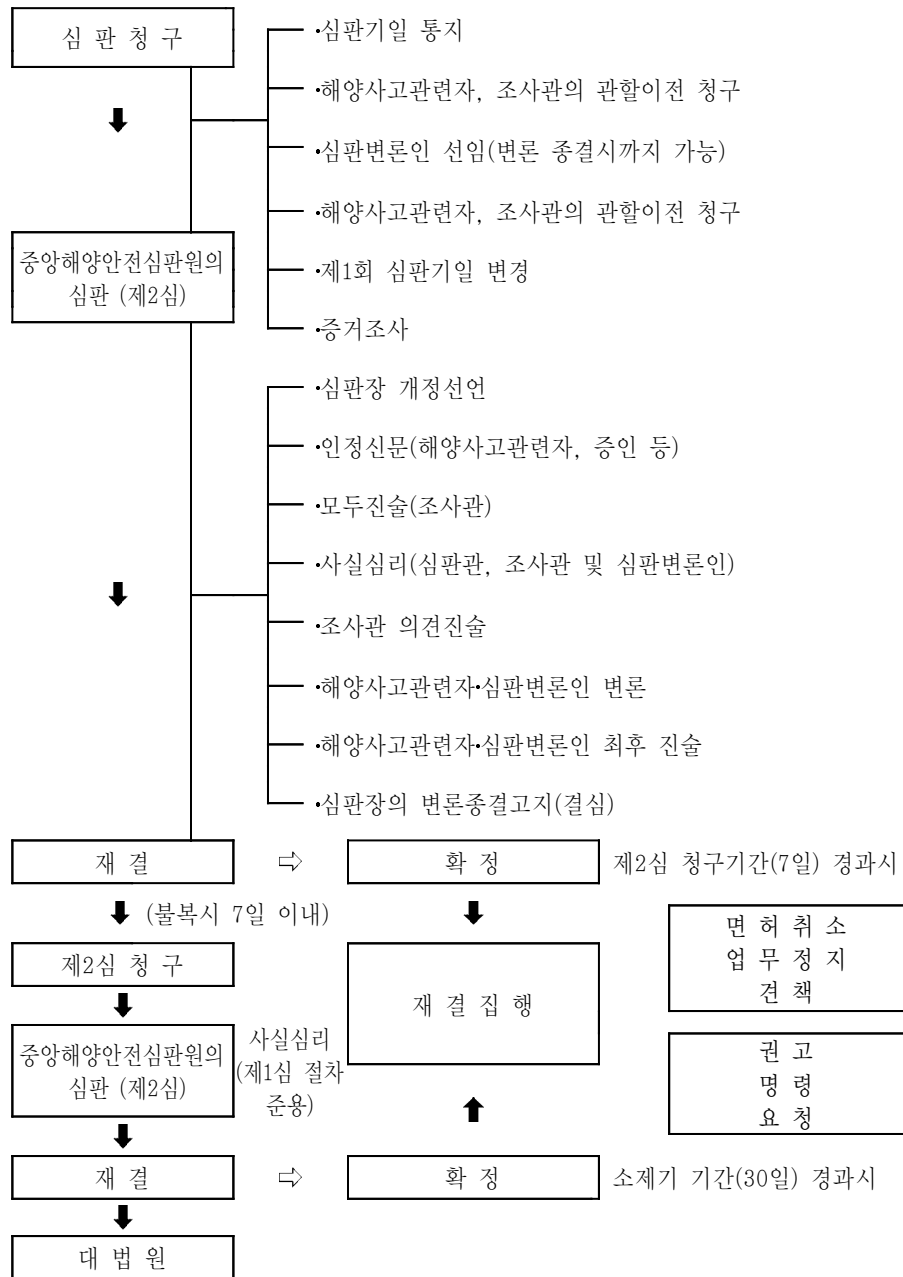 심 판 청 구
•심판기일 통지
•해양사고관련자, 조사관의 관할이전 청구
•심판변론인 선임(변론 종결시까지 가능)
•해양사고관련자, 조사관의 관할이전 청구
•제1회 심판기일 변경
•증거조사
중앙해양안전심판원의
심판 (제2심)
•심판장 개정선언
•인정신문(해양사고관련자, 증인 등)
•모두진술(조사관)
•사실심리(심판관, 조사관 및 심판변론인)
•조사관 의견진술
•해양사고관련자•심판변론인 변론
•해양사고관련자•심판변론인 최후 진술
•심판장의 변론종결고지(결심)
재 결
확 정
제2심 청구기간(7일) 경과시
(불복시 7일 이내)
제2심 청 구
재 결 집 행
면 허 취 소
업 무 정 지
견 책
중앙해양안전심판원의
심판 (제2심)
사실심리
(제1심 절차
준용)
권 고
명 령
요 청
재 결
확 정
소제기 기간(30일) 경과시
대 법 원